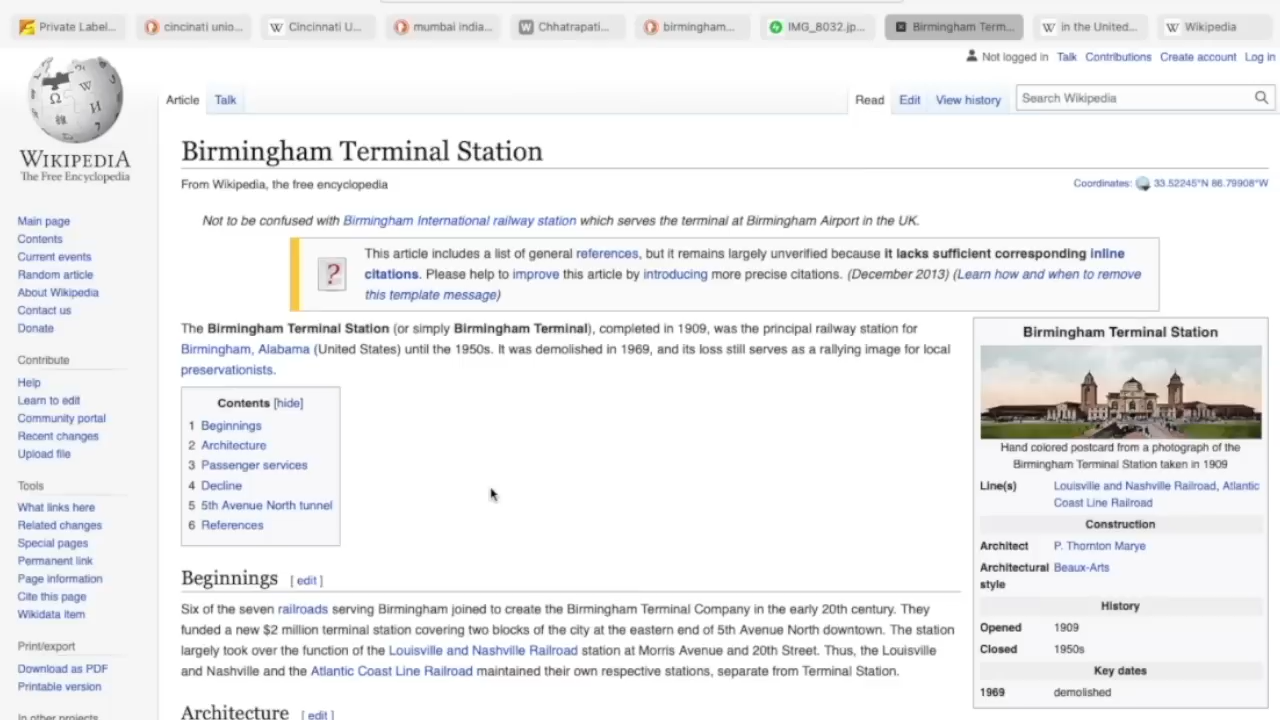 Private Label...
cincinati unio...
Cincinnati U...
mumbai india...
Chhatrapati...
birmingham...
IMG_8032.jp...
Birmingham Term...
in the United...
Wikipedia
Not logged in Talk Contributions Create account Log in
Article Talk
Read Edit View history
Search Wikipedia
WIKIPEDIA
The Free Encyclopedia
Main page
Contents
Current events
Random article
About Wikipedia
Contact us
Donate
Contribute
Help
Learn to edit
Community portal
Recent changes
Upload file
Tools
What links here
Related changes
Special pages
Permanent link
Page information
Cite this page
Wikidata item
Print/export
Download as PDF
Printable version
In other projects
Birmingham Terminal Station
From Wikipedia, the free encyclopedia
Coordinates: 33.52245°N 86.79908°W
Not to be confused with Birmingham International railway station which serves the terminal at Birmingham Airport in the UK.
This article includes a list of general references, but it remains largely unverified because it lacks sufficient corresponding inline
citations. Please help to improve this article by introducing more precise citations. (December 2013) (Learn how and when to remove
this template message)
The Birmingham Terminal Station (or simply Birmingham Terminal), completed in 1909, was the principal railway station for
Birmingham, Alabama (United States) until the 1950s. It was demolished in 1969, and its loss still serves as a rallying image for local
preservationists.
Contents [hide]
1 Beginnings
2 Architecture
3 Passenger services
4 Decline
5 5th Avenue North tunnel
6 References
Beginnings [ edit ]
Six of the seven railroads serving Birmingham joined to create the Birmingham Terminal Company in the early 20th century. They
funded a new $2 million terminal station covering two blocks of the city at the eastern end of 5th Avenue North downtown. The station
largely took over the function of the Louisville and Nashville Railroad station at Morris Avenue and 20th Street. Thus, the Louisville
and Nashville and the Atlantic Coast Line Railroad maintained their own respective stations, separate from Terminal Station.
Architecture [ edit ]
Birmingham Terminal Station
Hand colored postcard from a photograph of the
Birmingham Terminal Station taken in 1909
Line(s) Louisville and Nashville Railroad, Atlantic
Coast Line Railroad
Construction
Architect P. Thornton Marye
Architectural Beaux-Arts
style
History
Opened 1909
Closed 1950s
Key dates
1969 demolished